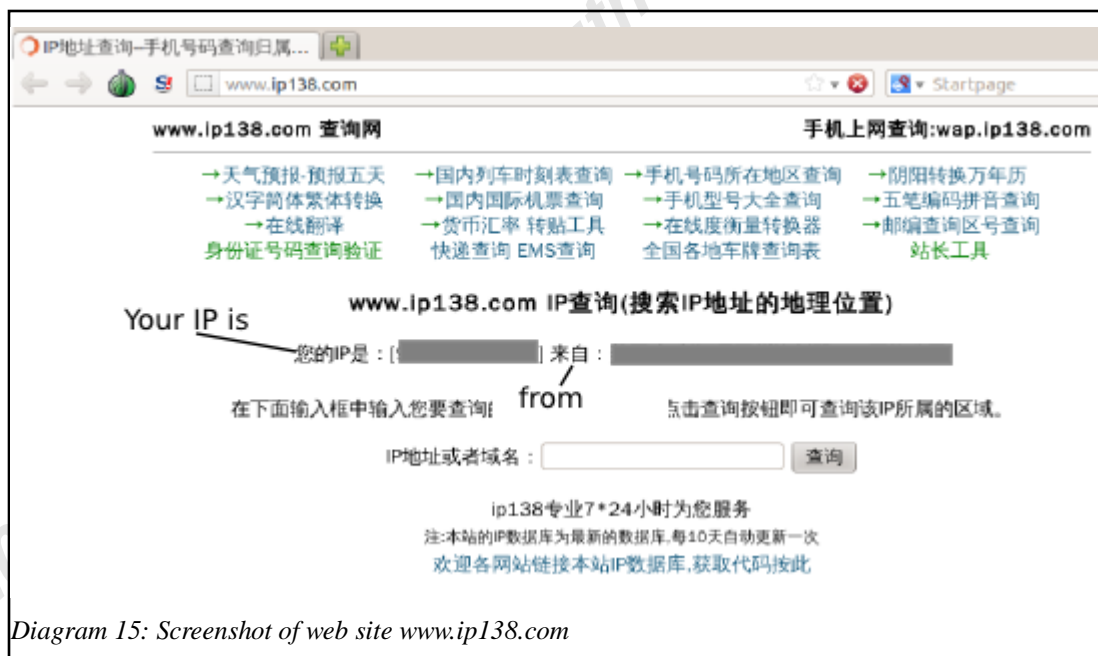 IP地址查询--手机号码查询归属...
www.ip138.com Startpage
www.ip138.com 查询网 手机上网查询:wap.ip138.com
→天气预报-预报五天 →国内列车时刻表查询 →手机号码所在地区查询 →阴阳转换万年历
→汉字简体繁体转换 →国内国际机票查询 →手机型号大全查询 →五笔编码拼音查询
→在线翻译 →货币汇率 转贴工具 →在线度衡量转换器 →邮编查询区号查询
身份证号码查询验证 快递查询 EMS查询 全国各地车牌查询表 站长工具
www.ip138.com IP查询(搜索IP地址的地理位置)
Your IP is
您的IP是：[ ] 来自：
from
在下面输入框中输入您要查询 点击查询按钮即可查询该IP所属的区域。
IP地址或者域名： 查询
ip138专业7*24小时为您服务
注:本站的IP数据库为最新的数据库,每10天自动更新一次
欢迎各网站链接本站IP数据库,获取代码按此
Diagram 15: Screenshot of web site www.ip138.com